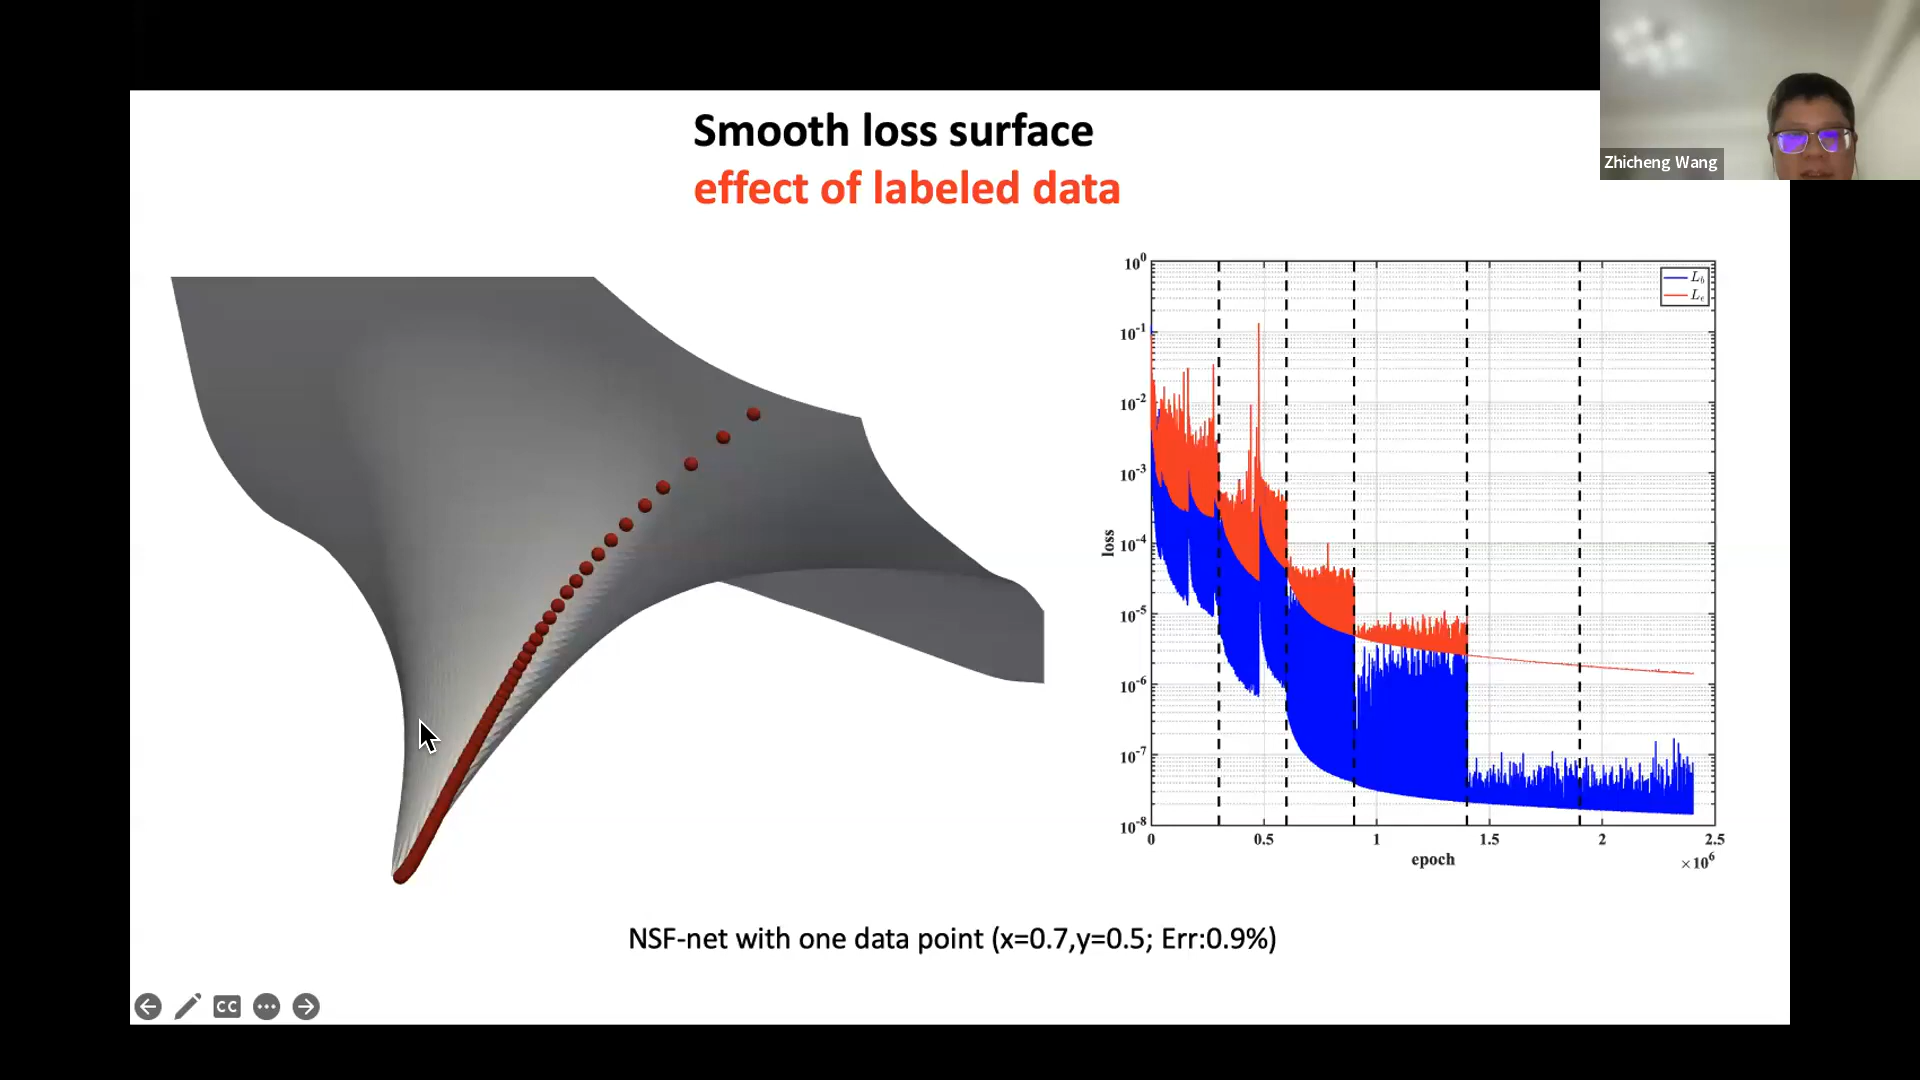 Smooth loss surface
effect of labeled data
Zhicheng Wang
10^0
10^-1
10^-2
10^-3
10^-4
10^-5
10^-6
10^-7
10^-8
loss
L_b
L_e
0 0.5 1 1.5 2 2.5
epoch
×10^6
NSF-net with one data point (x=0.7,y=0.5; Err:0.9%)
CC